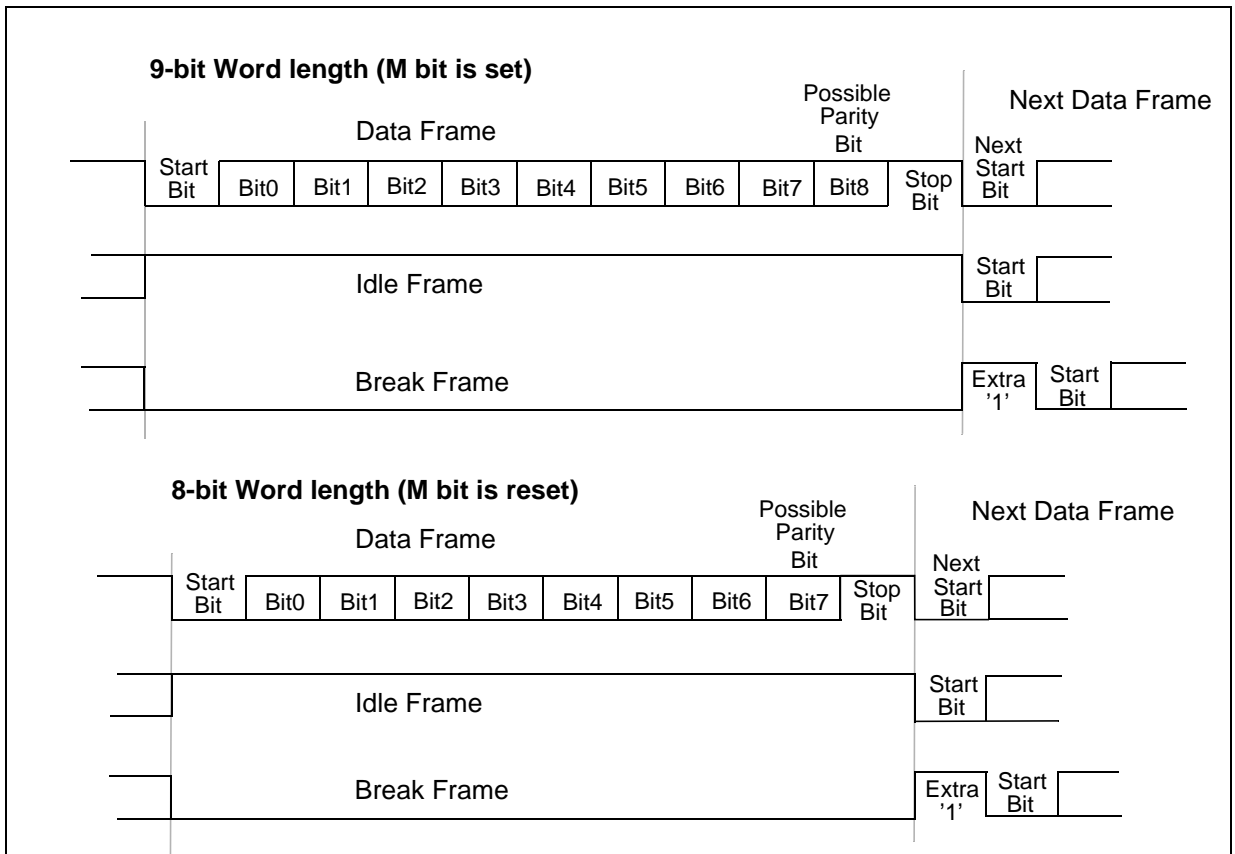 9-bit Word length (M bit is set)
Possible
Parity
Bit
Next Data Frame
Data Frame
Start
Bit
Bit0
Bit1
Bit2
Bit3
Bit4
Bit5
Bit6
Bit7
Bit8
Stop
Bit
Next
Start
Bit
Idle Frame
Start
Bit
Break Frame
Extra
'1'
Start
Bit
8-bit Word length (M bit is reset)
Possible
Parity
Bit
Next Data Frame
Data Frame
Start
Bit
Bit0
Bit1
Bit2
Bit3
Bit4
Bit5
Bit6
Bit7
Stop
Bit
Next
Start
Bit
Idle Frame
Start
Bit
Break Frame
Extra
'1'
Start
Bit